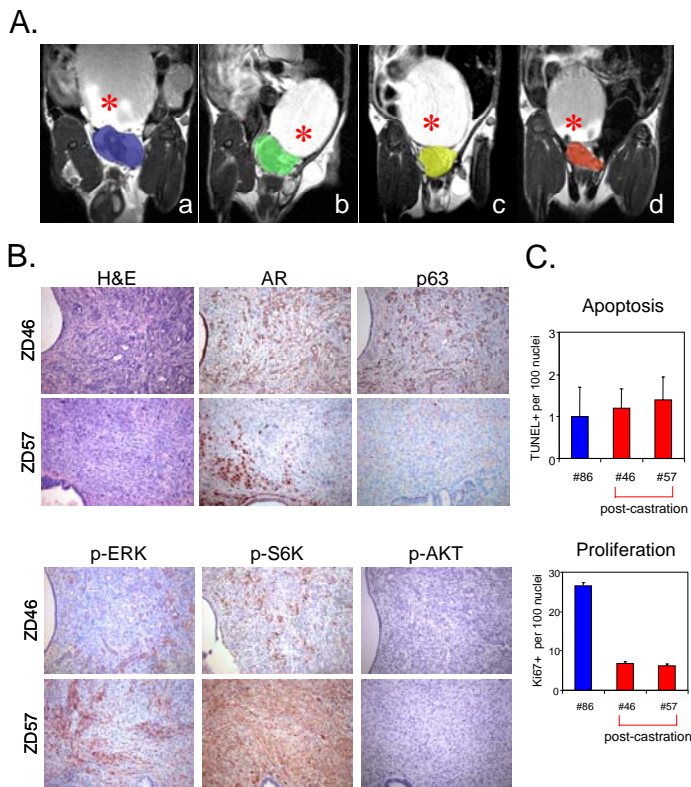 A.
*
*
*
*
a
b
c
d
B.
H&E
AR
p63
ZD46
ZD57
p-ERK
p-S6K
p-AKT
ZD46
ZD57
C.
Apoptosis
TUNEL+ per 100 nuclei
3
2
1
0
#86
#46
#57
post-castration
Proliferation
Ki67+ per 100 nuclei
30
20
10
0
#86
#46
#57
post-castration